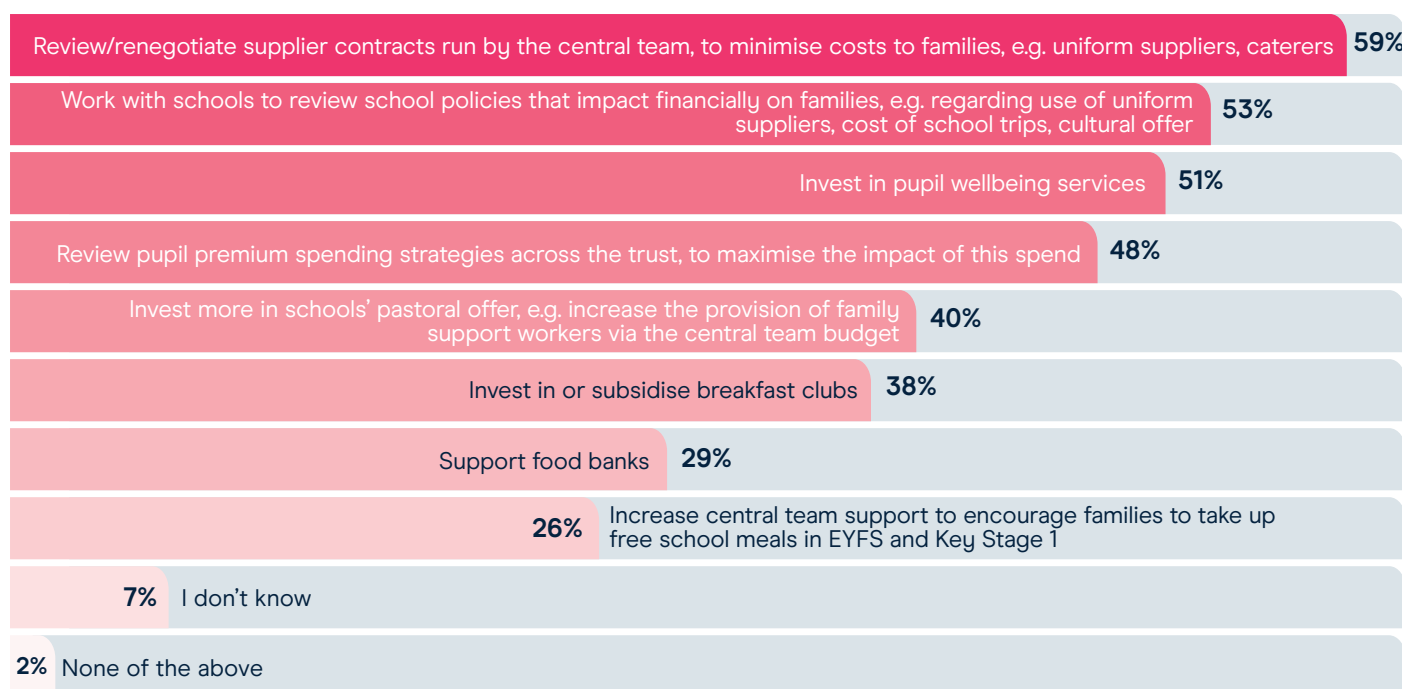 Review/renegotiate supplier contracts run by the central team, to minimise costs to families, e.g. uniform suppliers, caterers 59%
Work with schools to review school policies that impact financially on families, e.g. regarding use of uniform
suppliers, cost of school trips, cultural offer
53%
Invest in pupil wellbeing services 51%
Review pupil premium spending strategies across the trust, to maximise the impact of this spend 48%
Invest more in schools’ pastoral offer, e.g. increase the provision of family
support workers via the central team budget
40%
Invest in or subsidise breakfast clubs 38%
Support food banks 29%
26%
Increase central team support to encourage families to take up
free school meals in EYFS and Key Stage 1
7% I don’t know
2% None of the above